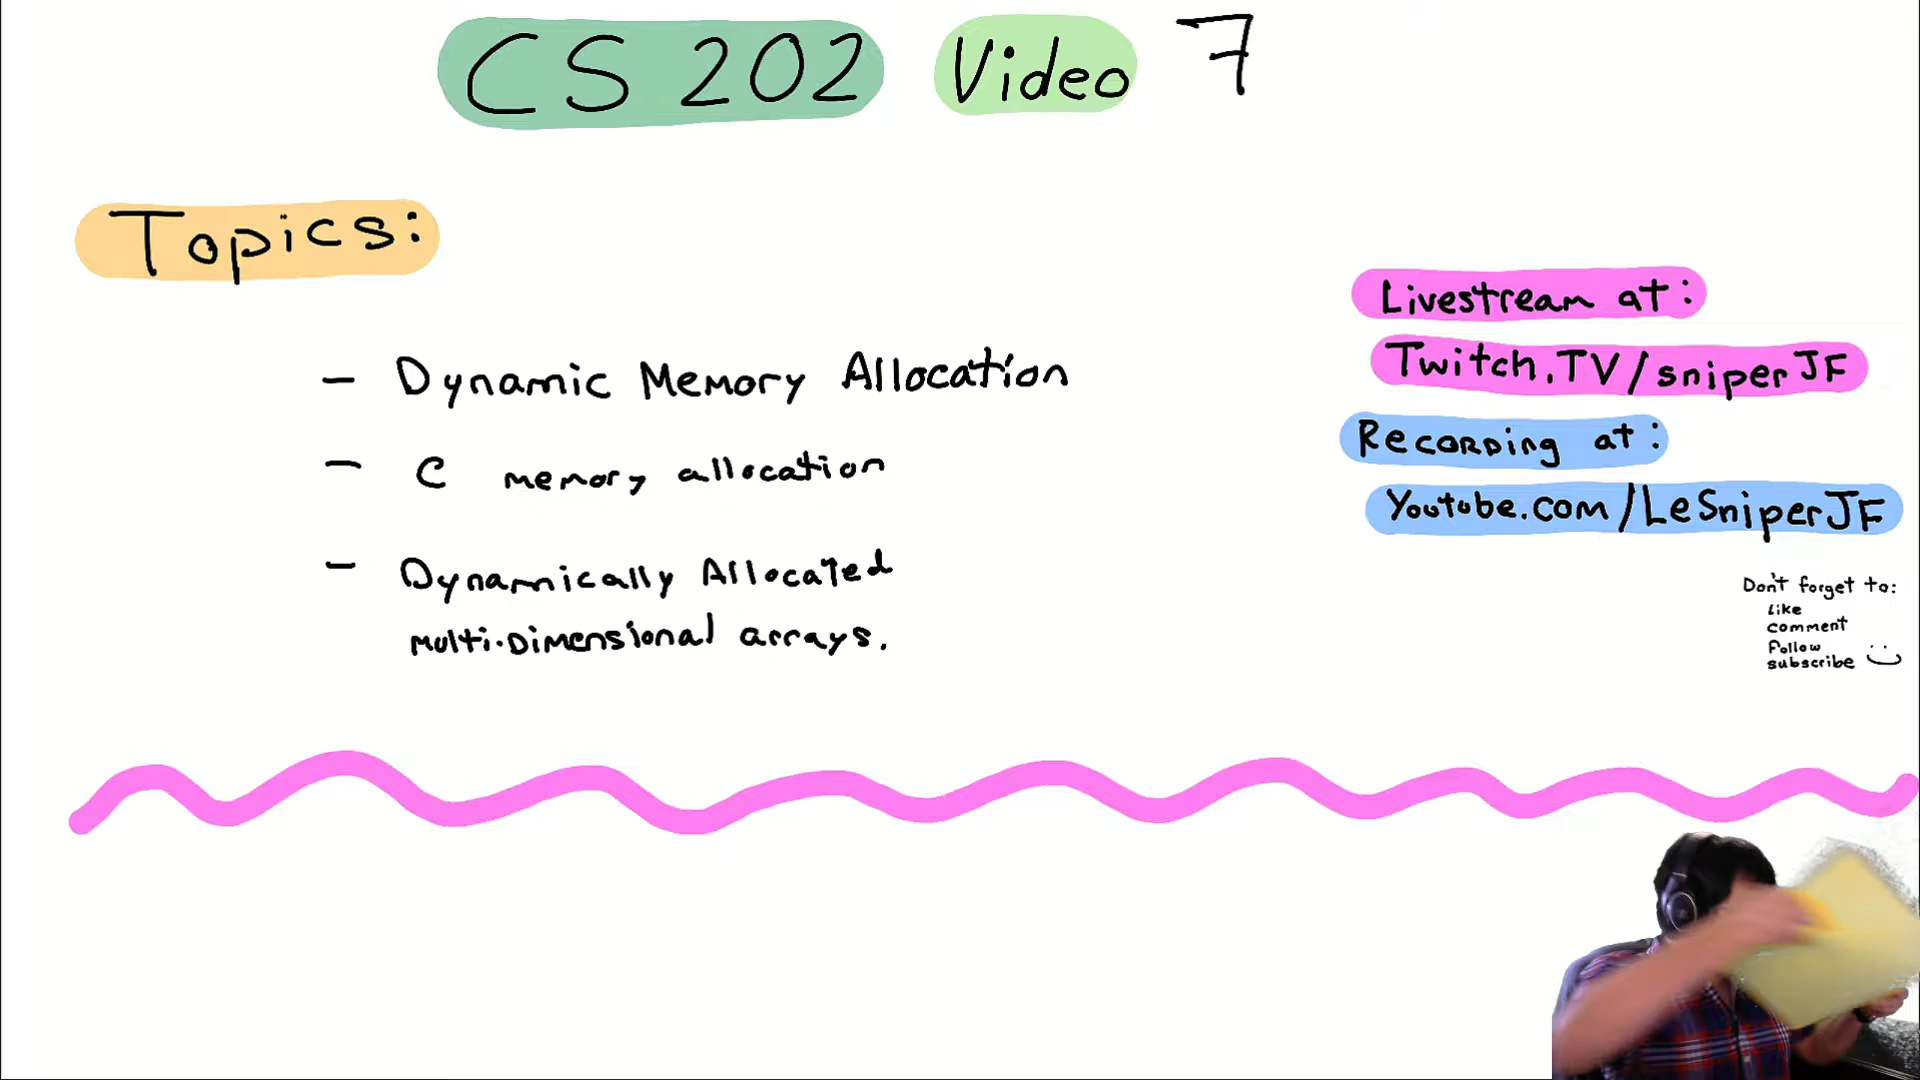 CS 202 Video 7
Topics:
- Dynamic Memory Allocation
- C memory allocation
- Dynamically Allocated
multi-Dimensional arrays.
Livestream at:
Twitch.TV/sniperJF
Recording at:
Youtube.com/LeSniperJF
Don't forget to:
Like
comment
follow
subscribe